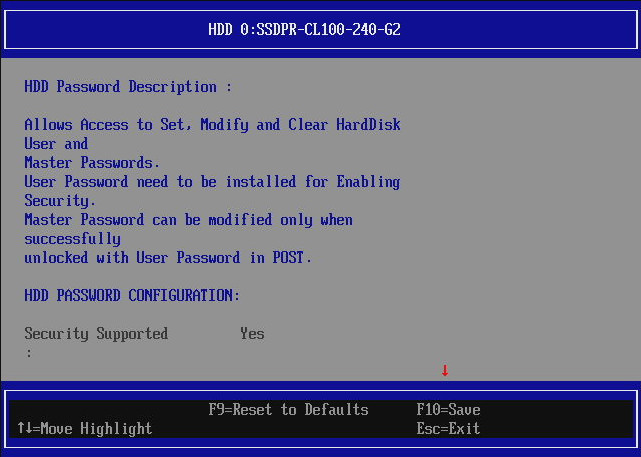 HDD 0:SSDPR-CL100-240-G2
HDD Password Description :
Allows Access to Set, Modify and Clear HardDisk
User and
Master Passwords.
User Password need to be installed for Enabling
Security.
Master Password can be modified only when
successfully
unlocked with User Password in POST.
HDD PASSWORD CONFIGURATION:
Security Supported Yes
:
↓
F9=Reset to Defaults F10=Save
↑↓=Move Highlight Esc=Exit